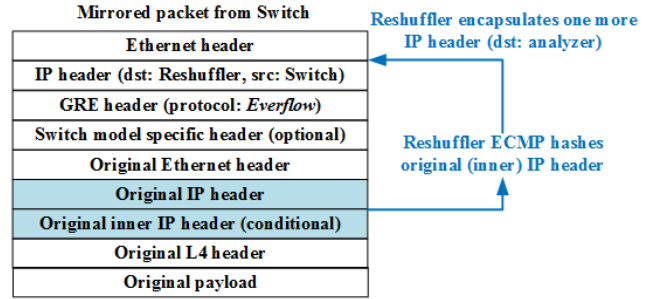 Mirrored packet from Switch
Ethernet header
IP header (dst: Reshuffler, src: Switch)
GRE header (protocol: Everflow)
Switch model specific header (optional)
Original Ethernet header
Original IP header
Original inner IP header (conditional)
Original L4 header
Original payload
Reshuffler encapsulates one more
IP header (dst: analyzer)
Reshuffler ECMP hashes
original (inner) IP header